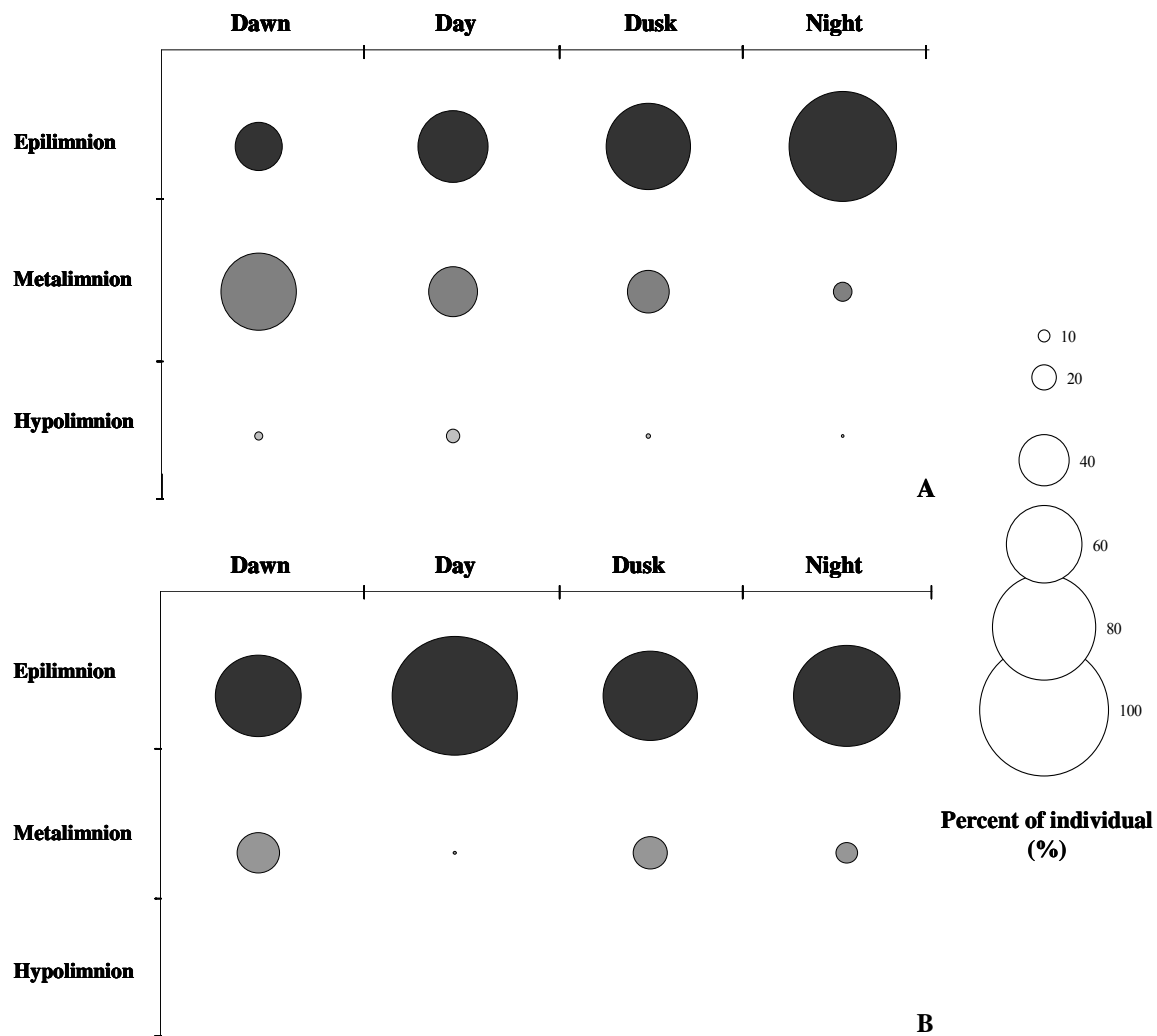 Dawn Day Dusk Night
Epilimnion
Metalimnion
Hypolimnion
A
10
20
40
60
80
100
Percent of individual
(%)
Dawn Day Dusk Night
Epilimnion
Metalimnion
Hypolimnion
B